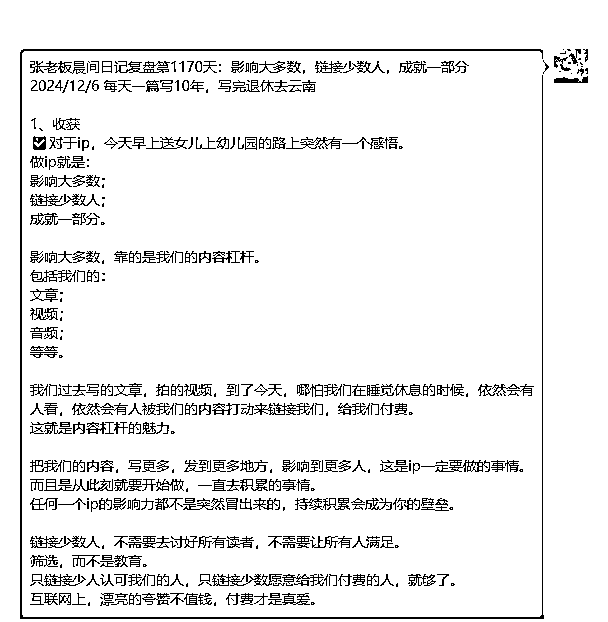 张老板晨间日记复盘第1170天：影响大多数，链接少数人，成就一部分
2024/12/6 每天一篇写10年，写完退休去云南
1、收获
✅对于ip，今天早上送女儿上幼儿园的路上突然有一个感悟。
做ip就是：
影响大多数；
链接少数人；
成就一部分。
影响大多数，靠的是我们的内容杠杆。
包括我们的：
文章；
视频；
音频；
等等。
我们过去写的文章，拍的视频，到了今天，哪怕我们在睡觉休息的时候，依然会有
人看，依然会有人被我们的内容打动来链接我们，给我们付费。
这就是内容杠杆的魅力。
把我们的内容，写更多，发到更多地方，影响到更多人，这是ip一定要做的事情。
而且是从此刻就要开始做，一直去积累的事情。
任何一个ip的影响力都不是突然冒出来的，持续积累会成为你的壁垒。
链接少数人，不需要去讨好所有读者，不需要让所有人满足。
筛选，而不是教育。
只链接少人认可我们的人，只链接少数愿意给我们付费的人，就够了。
互联网上，漂亮的夸赞不值钱，付费才是真爱。